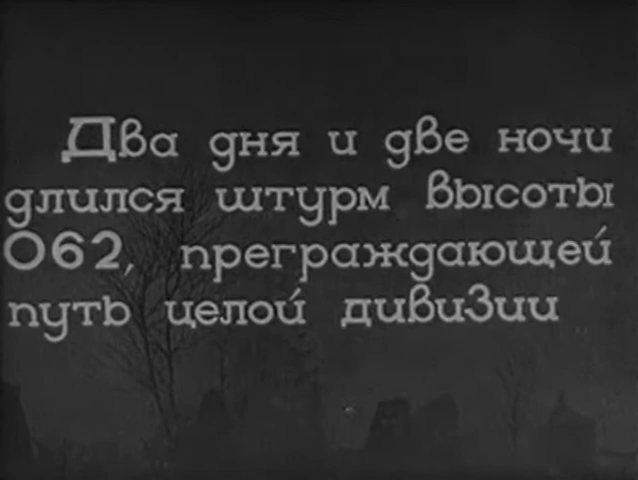 Два дня и две ночи
длился штурм высоты
062, преграждающей
путь целой дивизии